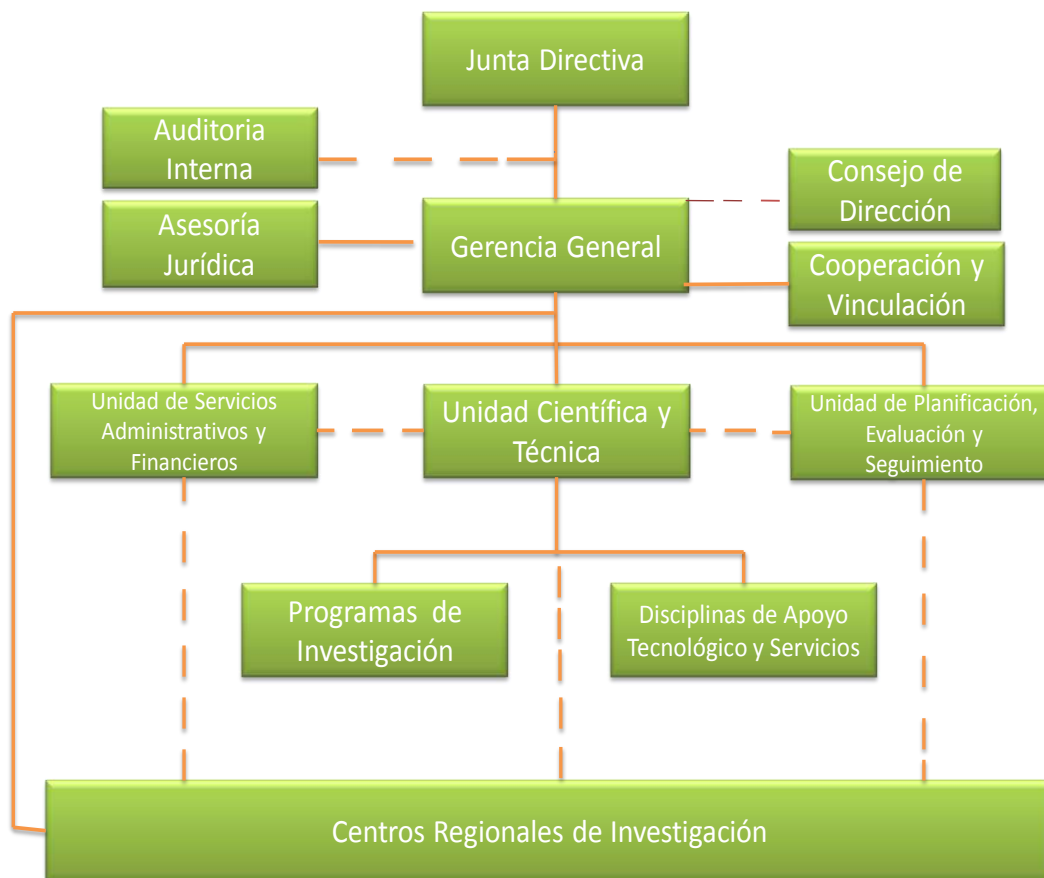 Junta Directiva
Auditoria
Interna
Consejo de
Dirección
Asesoría
Jurídica
Gerencia General
Cooperación y
Vinculación
Unidad de Servicios
Administrativos y
Financieros
Unidad Científica y
Técnica
Unidad de Planificación,
Evaluación y
Seguimiento
Programas de
Investigación
Disciplinas de Apoyo
Tecnológico y Servicios
Centros Regionales de Investigación